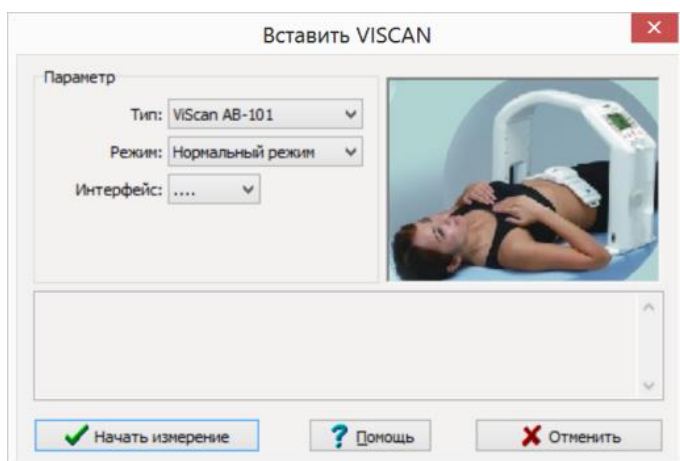 Вставить VISCAN
Параметр
Тип: ViScan AB-101
Режим: Нормальный режим
Интерфейс: ....
Начать измерение
Помощь
Отменить